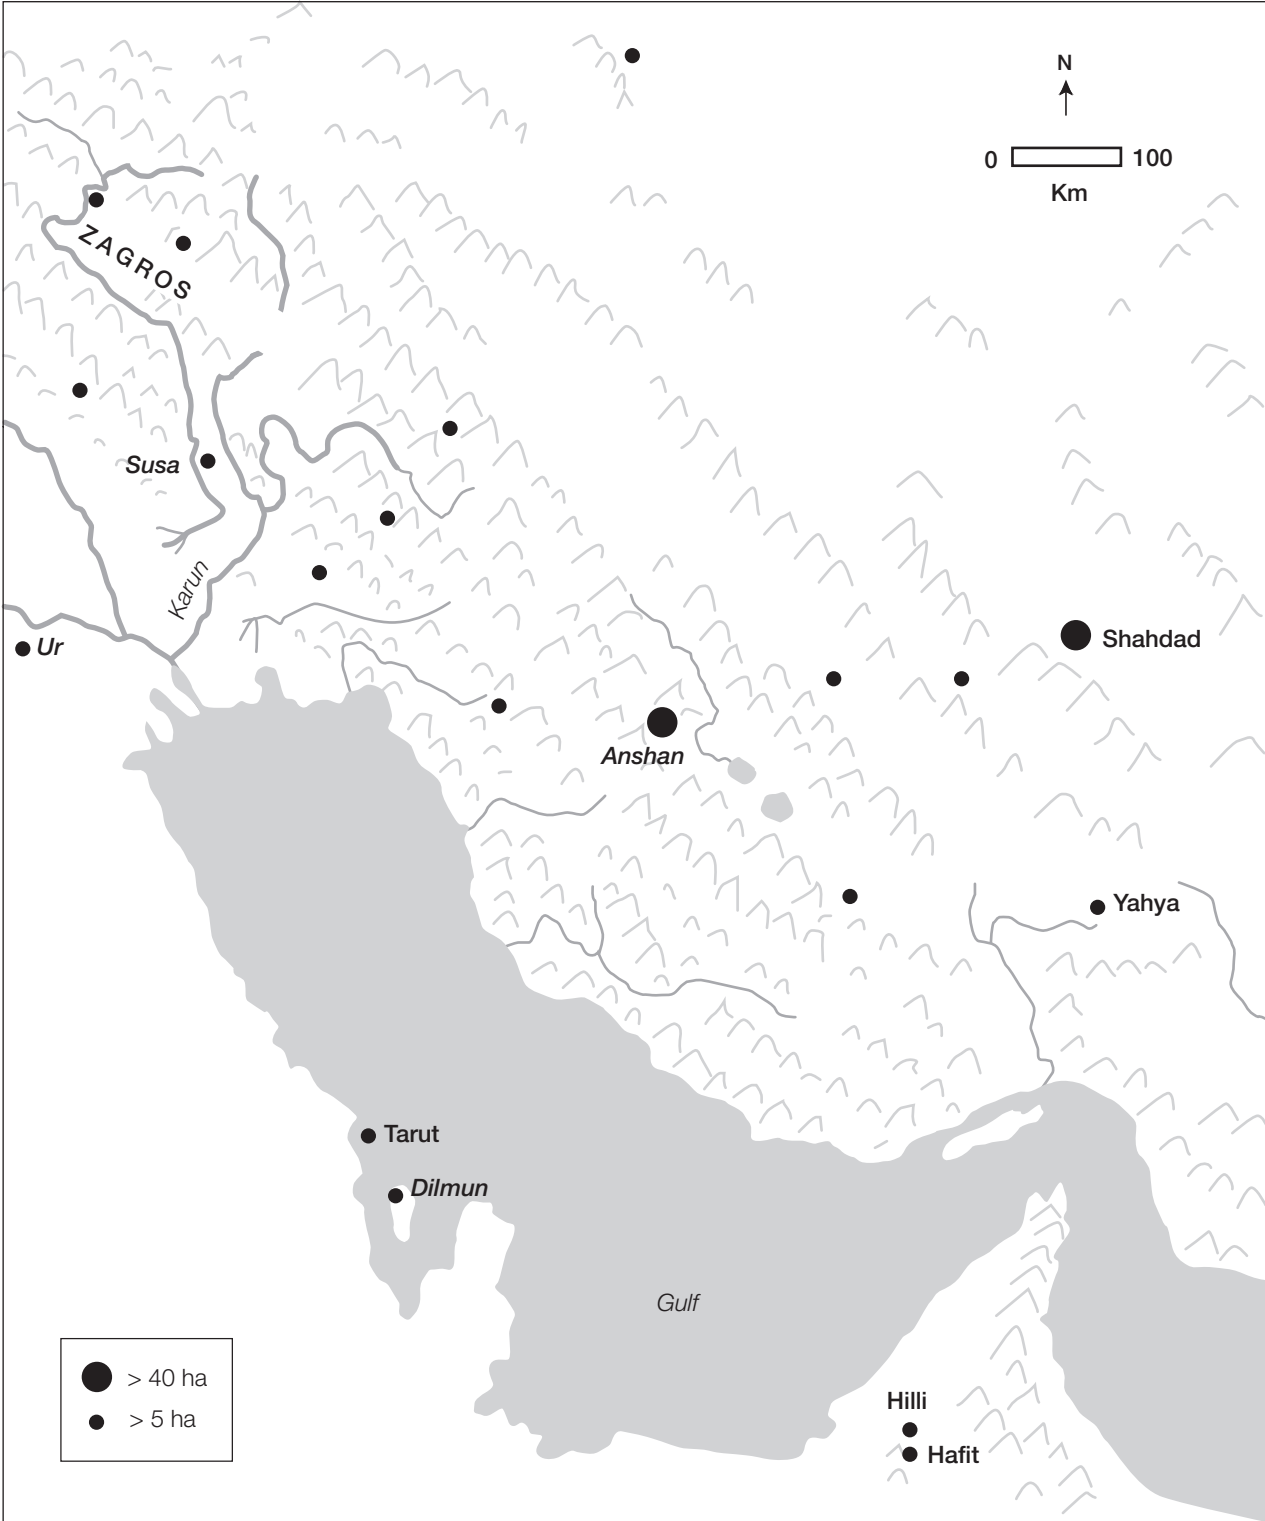 N
0 100
Km
ZAGROS
Susa
Karun
Ur
Shahdad
Anshan
Yahya
Tarut
Dilmun
Gulf
> 40 ha
> 5 ha
Hilli
Hafit